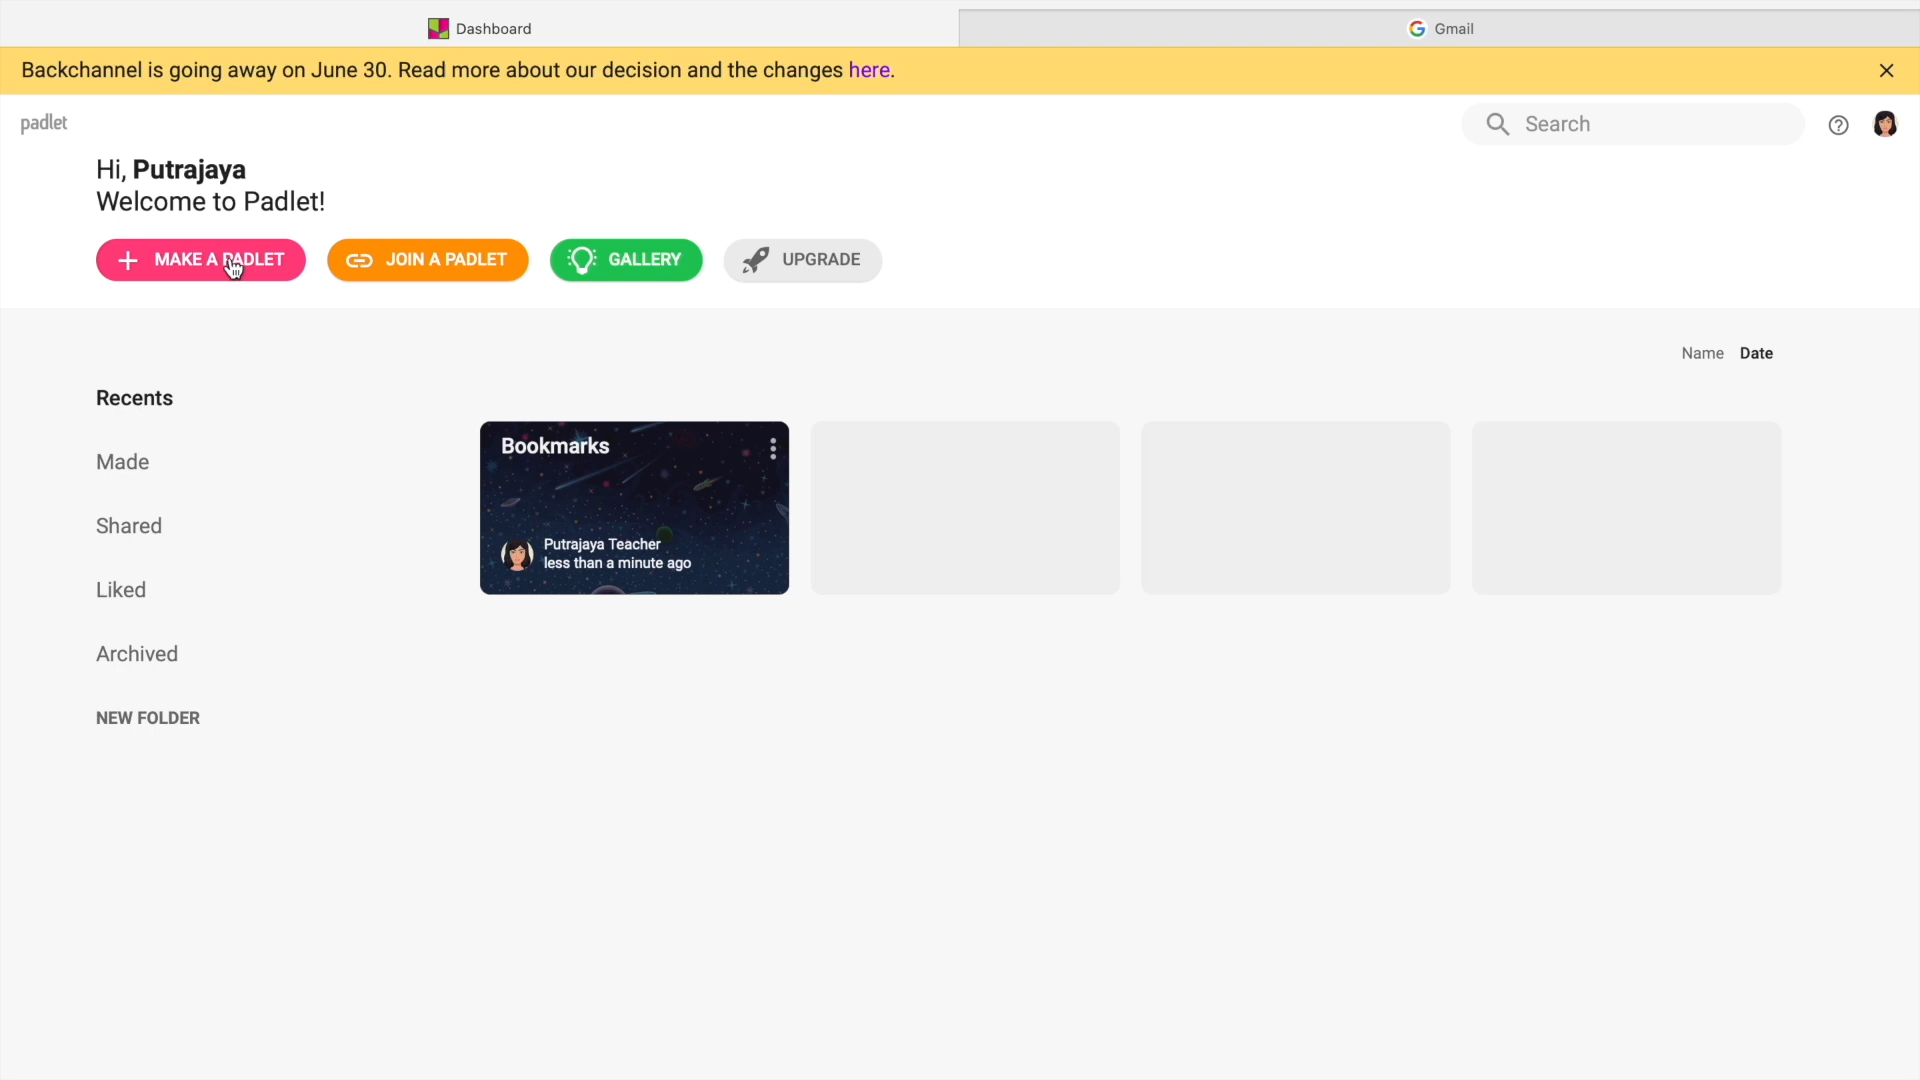 Dashboard
Gmail
Backchannel is going away on June 30. Read more about our decision and the changes here.
padlet
Search
Hi, Putrajaya
Welcome to Padlet!
MAKE A PADLET
JOIN A PADLET
GALLERY
UPGRADE
Name Date
Recents
Made
Shared
Liked
Archived
NEW FOLDER
Bookmarks
Putrajaya Teacher
less than a minute ago